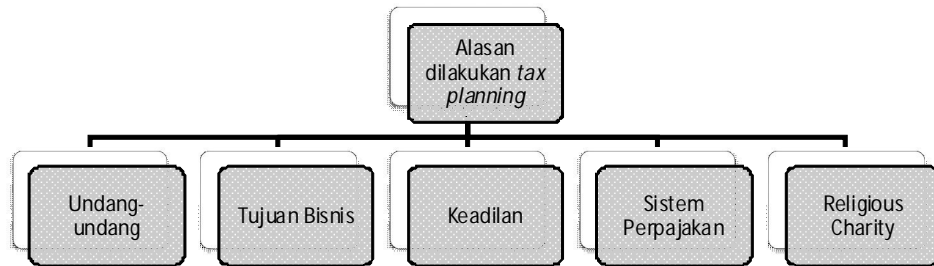 Alasan
dilakukan tax
planning
Undang-
undang
Tujuan Bisnis
Keadilan
Sistem
Perpajakan
Religious
Charity